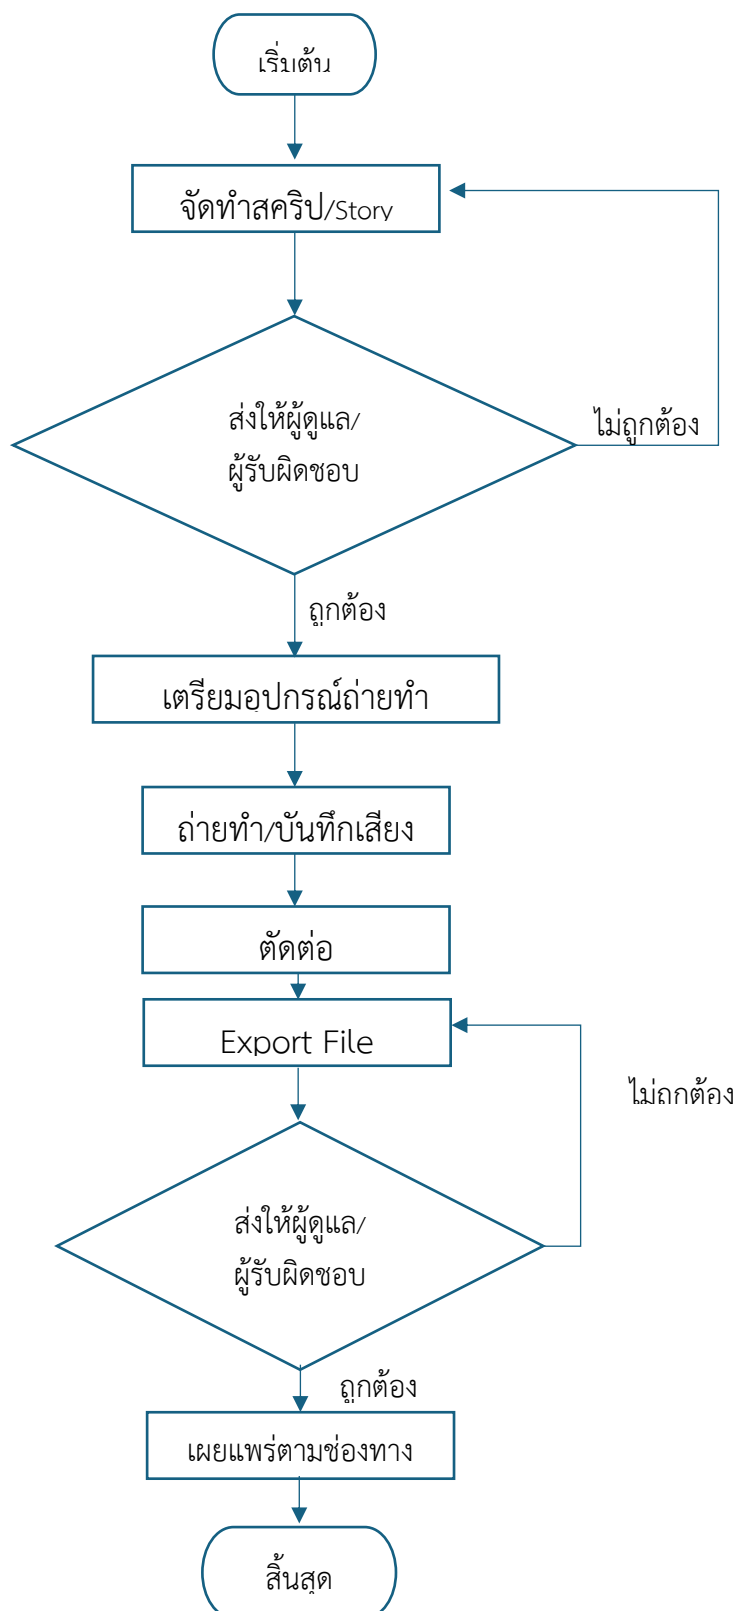 เริ่มต้น
จัดทำสคริป/Story
ส่งให้ผู้ดูแล/
ผู้รับผิดชอบ
ไม่ถูกต้อง
ถูกต้อง
เตรียมอุปกรณ์ถ่ายทำ
ถ่ายทำ/บันทึกเสียง
ตัดต่อ
Export File
ไม่ถูกต้อง
ส่งให้ผู้ดูแล/
ผู้รับผิดชอบ
ถูกต้อง
เผยแพร่ตามช่องทาง
สิ้นสุด